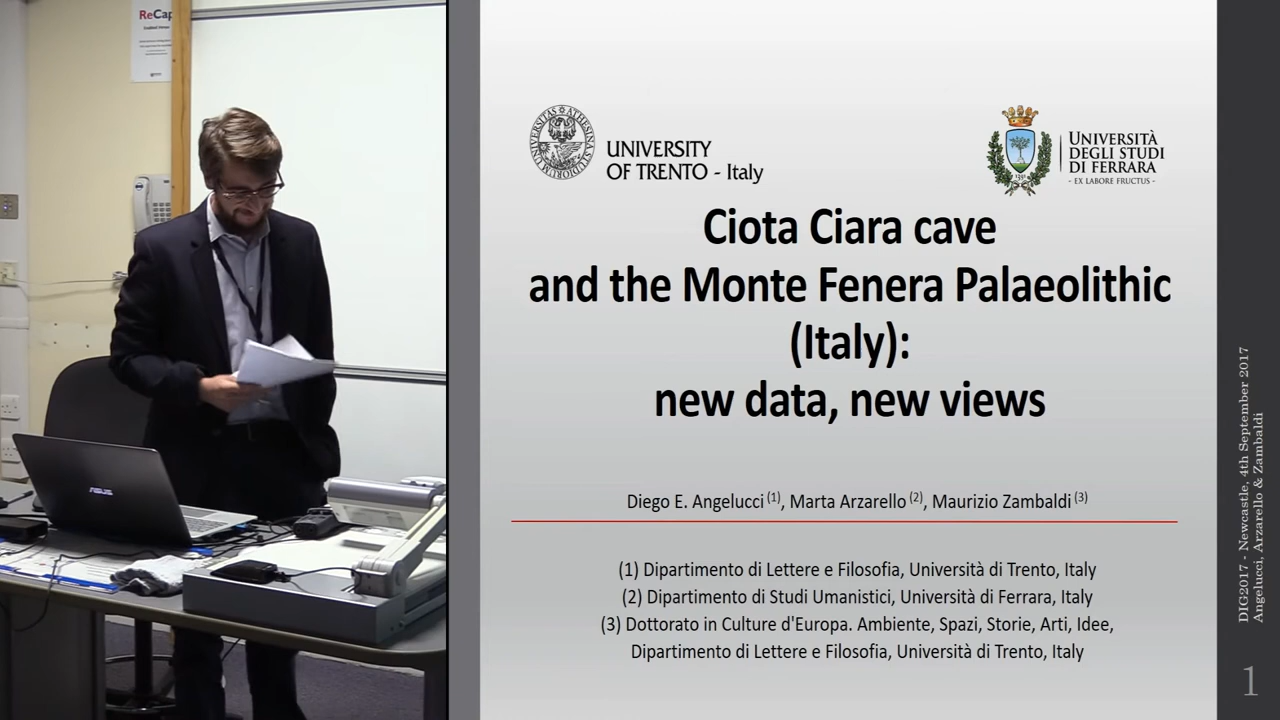 ReCap
UNIVERSITY
OF TRENTO - Italy
UNIVERSITÀ
DEGLI STUDI
DI FERRARA
- EX LABORE FRUCTUS -
1391
Ciota Ciara cave
and the Monte Fenera Palaeolithic
(Italy):
new data, new views
Diego E. Angelucci (1), Marta Arzarello (2), Maurizio Zambaldi (3)
(1) Dipartimento di Lettere e Filosofia, Università di Trento, Italy
(2) Dipartimento di Studi Umanistici, Università di Ferrara, Italy
(3) Dottorato in Culture d'Europa. Ambiente, Spazi, Storie, Arti, Idee,
Dipartimento di Lettere e Filosofia, Università di Trento, Italy
DIG2017 - Newcastle, 4th September 2017
Angelucci, Arzarello & Zambaldi
1
ASUS